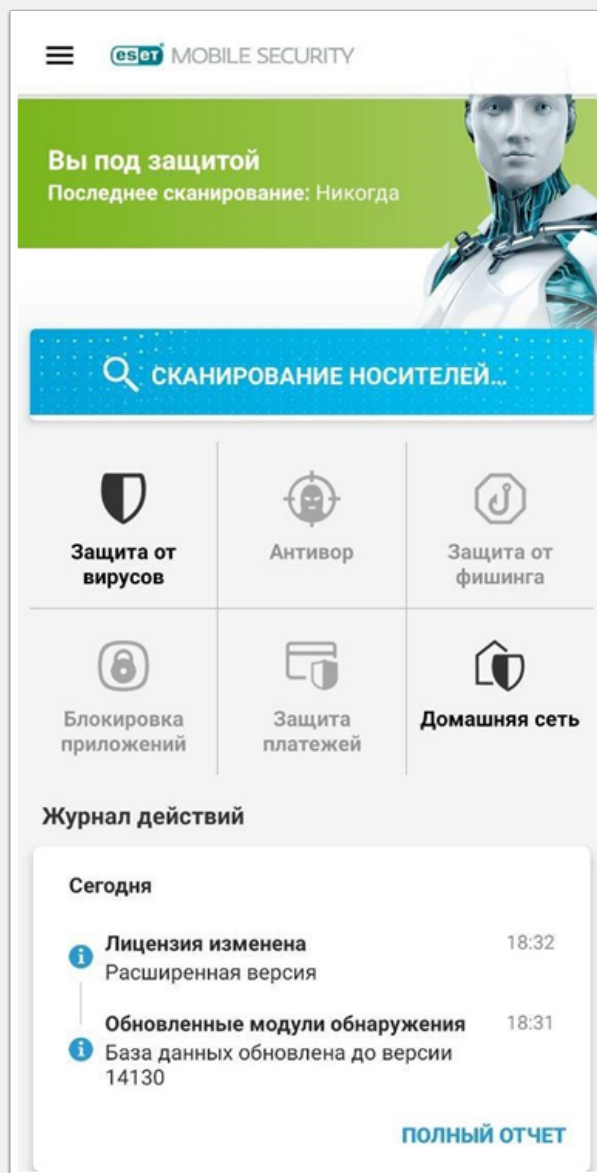 eset MOBILE SECURITY
Вы под защитой
Последнее сканирование: Никогда
СКАНИРОВАНИЕ НОСИТЕЛЕЙ...
Защита от
вирусов
Антивор
Защита от
фишинга
Блокировка
приложений
Защита
платежей
Домашняя сеть
Журнал действий
Сегодня
Лицензия изменена 18:32
Расширенная версия
Обновленные модули обнаружения 18:31
База данных обновлена до версии
14130
ПОЛНЫЙ ОТЧЕТ